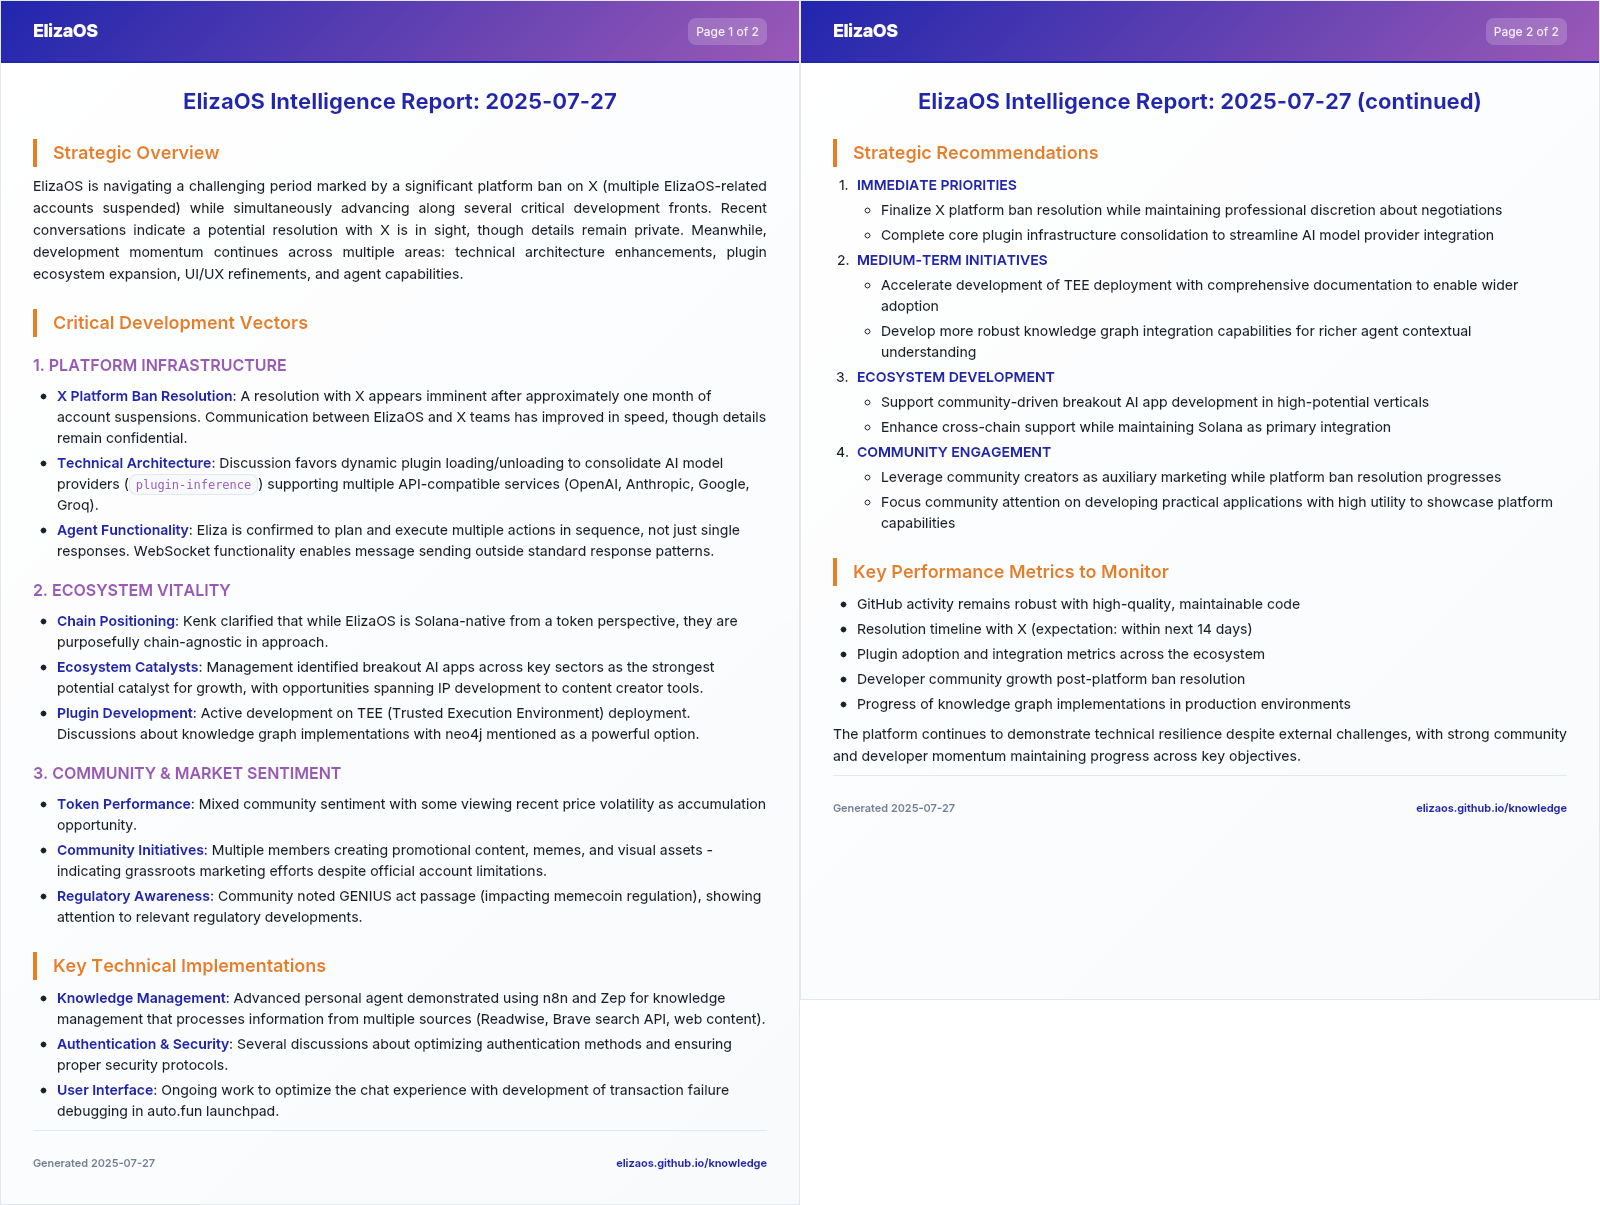 ElizaOS
Page 1 of 2
ElizaOS Intelligence Report: 2025-07-27
Strategic Overview
ElizaOS is navigating a challenging period marked by a significant platform ban on X (multiple ElizaOS-related
accounts suspended) while simultaneously advancing along several critical development fronts. Recent
conversations indicate a potential resolution with X is in sight, though details remain private. Meanwhile,
development momentum continues across multiple areas: technical architecture enhancements, plugin
ecosystem expansion, UI/UX refinements, and agent capabilities.
Critical Development Vectors
1. PLATFORM INFRASTRUCTURE
• X Platform Ban Resolution: A resolution with X appears imminent after approximately one month of
account suspensions. Communication between ElizaOS and X teams has improved in speed, though details
remain confidential.
• Technical Architecture: Discussion favors dynamic plugin loading/unloading to consolidate AI model
providers (plugin-inference) supporting multiple API-compatible services (OpenAI, Anthropic, Google,
Groq).
• Agent Functionality: Eliza is confirmed to plan and execute multiple actions in sequence, not just single
responses. WebSocket functionality enables message sending outside standard response patterns.
2. ECOSYSTEM VITALITY
• Chain Positioning: Kenk clarified that while ElizaOS is Solana-native from a token perspective, they are
purposefully chain-agnostic in approach.
• Ecosystem Catalysts: Management identified breakout AI apps across key sectors as the strongest
potential catalyst for growth, with opportunities spanning IP development to content creator tools.
• Plugin Development: Active development on TEE (Trusted Execution Environment) deployment.
Discussions about knowledge graph implementations with neo4j mentioned as a powerful option.
3. COMMUNITY & MARKET SENTIMENT
• Token Performance: Mixed community sentiment with some viewing recent price volatility as accumulation
opportunity.
• Community Initiatives: Multiple members creating promotional content, memes, and visual assets -
indicating grassroots marketing efforts despite official account limitations.
• Regulatory Awareness: Community noted GENIUS act passage (impacting memecoin regulation), showing
attention to relevant regulatory developments.
Key Technical Implementations
• Knowledge Management: Advanced personal agent demonstrated using n8n and Zep for knowledge
management that processes information from multiple sources (Readwise, Brave search API, web content).
• Authentication & Security: Several discussions about optimizing authentication methods and ensuring
proper security protocols.
• User Interface: Ongoing work to optimize the chat experience with development of transaction failure
debugging in auto.fun launchpad.
Generated 2025-07-27
elizaos.github.io/knowledge
ElizaOS
Page 2 of 2
ElizaOS Intelligence Report: 2025-07-27 (continued)
Strategic Recommendations
1. IMMEDIATE PRIORITIES
◦ Finalize X platform ban resolution while maintaining professional discretion about negotiations
◦ Complete core plugin infrastructure consolidation to streamline AI model provider integration
2. MEDIUM-TERM INITIATIVES
◦ Accelerate development of TEE deployment with comprehensive documentation to enable wider
adoption
◦ Develop more robust knowledge graph integration capabilities for richer agent contextual
understanding
3. ECOSYSTEM DEVELOPMENT
◦ Support community-driven breakout AI app development in high-potential verticals
◦ Enhance cross-chain support while maintaining Solana as primary integration
4. COMMUNITY ENGAGEMENT
◦ Leverage community creators as auxiliary marketing while platform ban resolution progresses
◦ Focus community attention on developing practical applications with high utility to showcase platform
capabilities
Key Performance Metrics to Monitor
• GitHub activity remains robust with high-quality, maintainable code
• Resolution timeline with X (expectation: within next 14 days)
• Plugin adoption and integration metrics across the ecosystem
• Developer community growth post-platform ban resolution
• Progress of knowledge graph implementations in production environments
The platform continues to demonstrate technical resilience despite external challenges, with strong community
and developer momentum maintaining progress across key objectives.
Generated 2025-07-27
elizaos.github.io/knowledge